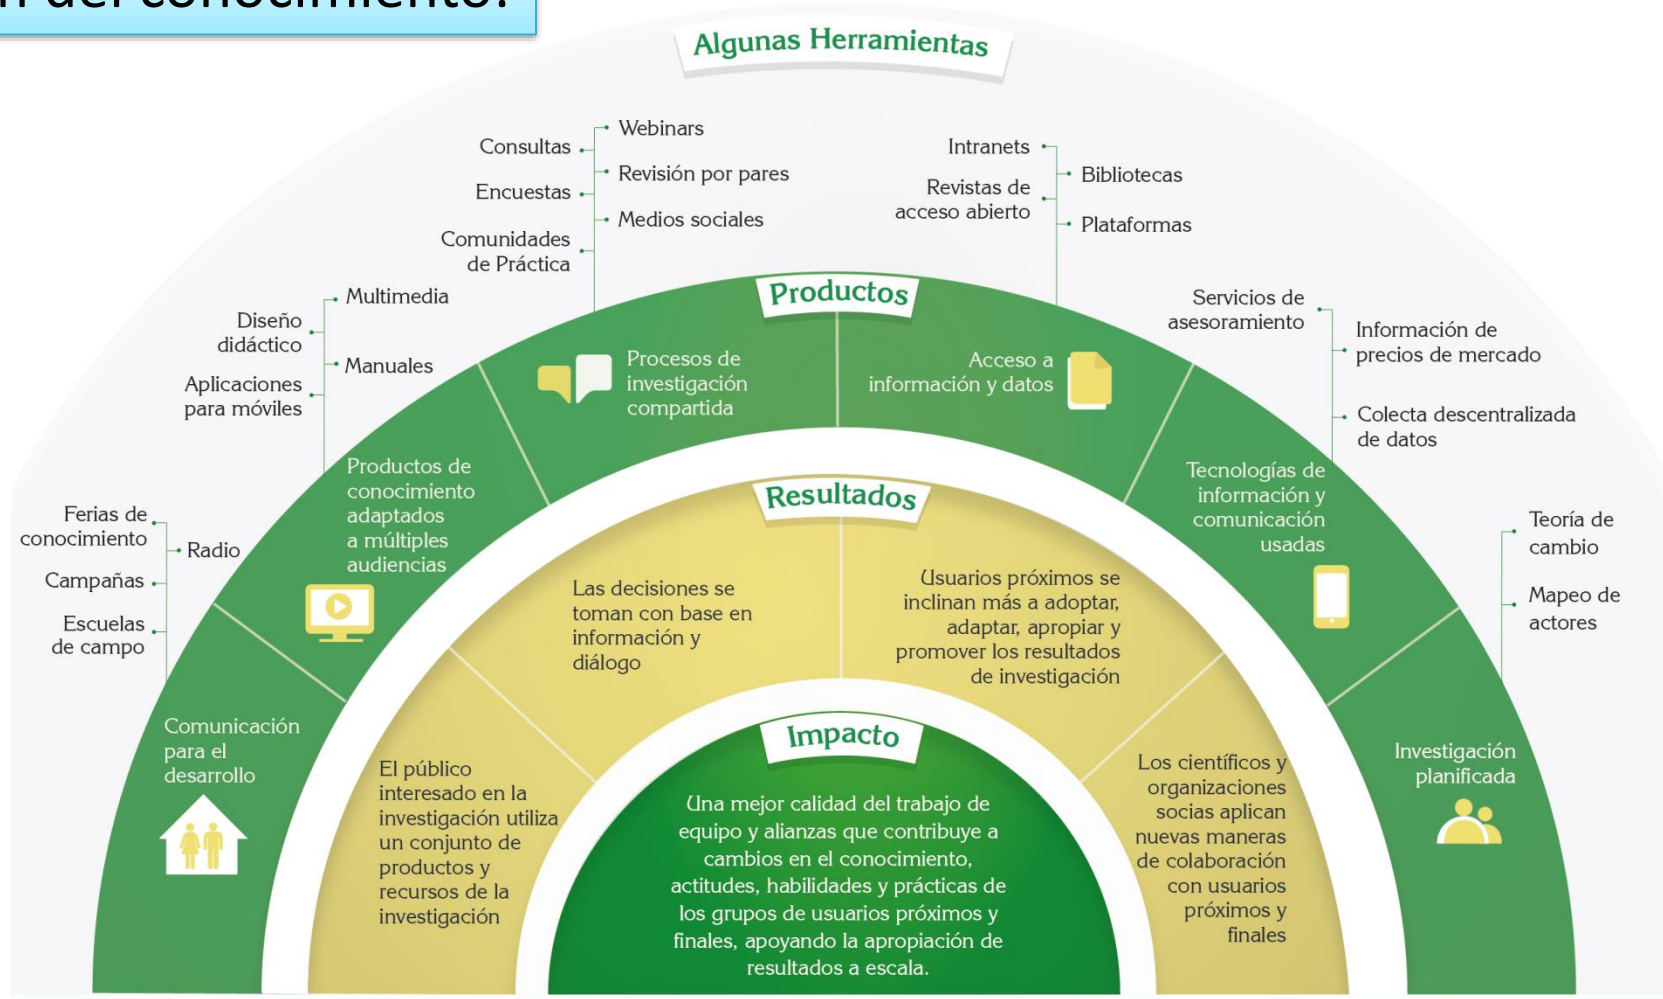 del conocimiento?
Algunas Herramientas
Ferias de
conocimiento
Radio
Campañas
Escuelas
de campo
Multimedia
Diseño
didáctico
Manuales
Aplicaciones
para móviles
Webinars
Consultas
Revisión por pares
Encuestas
Medios sociales
Comunidades
de Práctica
Intranets
Bibliotecas
Revistas de
acceso abierto
Plataformas
Servicios de
asesoramiento
Información de
precios de mercado
Colecta descentralizada
de datos
Teoría de
cambio
Mapeo de
actores
Productos
Comunicación
para el
desarrollo
Productos de
conocimiento
adaptados
a múltiples
audiencias
Procesos de
investigación
compartida
Acceso a
información y datos
Tecnologías de
información y
comunicación
usadas
Investigación
planificada
Resultados
El público
interesado en la
investigación utiliza
un conjunto de
productos y
recursos de la
investigación
Las decisiones se
toman con base en
información y
diálogo
Usuarios próximos se
inclinan más a adoptar,
adaptar, apropiar y
promover los resultados
de investigación
Los científicos y
organizaciones
socias aplican
nuevas maneras
de colaboración
con usuarios
próximos y
finales
Impacto
Una mejor calidad del trabajo de
equipo y alianzas que contribuye a
cambios en el conocimiento,
actitudes, habilidades y prácticas de
los grupos de usuarios próximos y
finales, apoyando la apropiación de
resultados a escala.